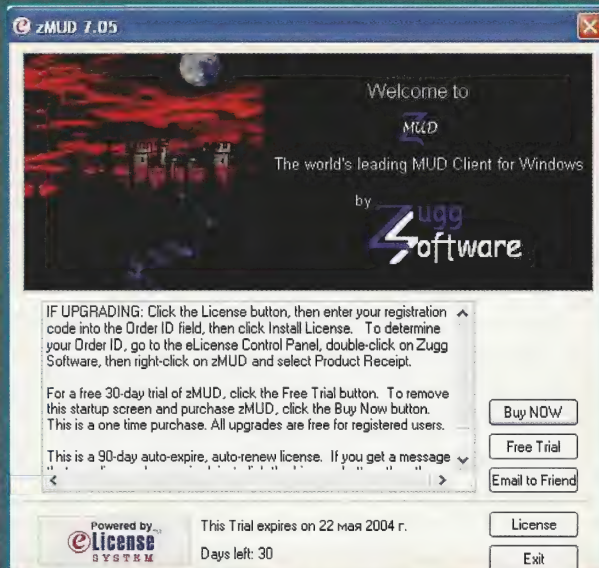 zMUD 7.05
Welcome to
Z
MUD
The world's leading MUD Client for Windows
by
Zugg
Software
IF UPGRADING: Click the License button, then enter your registration
code into the Order ID field, then click Install License. To determine
your Order ID, go to the eLicense Control Panel, double-click on Zugg
Software, then right-click on zMUD and select Product Receipt.
For a free 30-day trial of zMUD, click the Free Trial button. To remove
this startup screen and purchase zMUD, click the Buy Now button.
This is a one time purchase. All upgrades are free for registered users.
This is a 90-day auto-expire, auto-renew license. If you get a message
Buy NOW
Free Trial
Email to Friend
Powered by
eLicense
SYSTEM
This Trial expires on 22 мая 2004 г.
Days left: 30
License
Exit